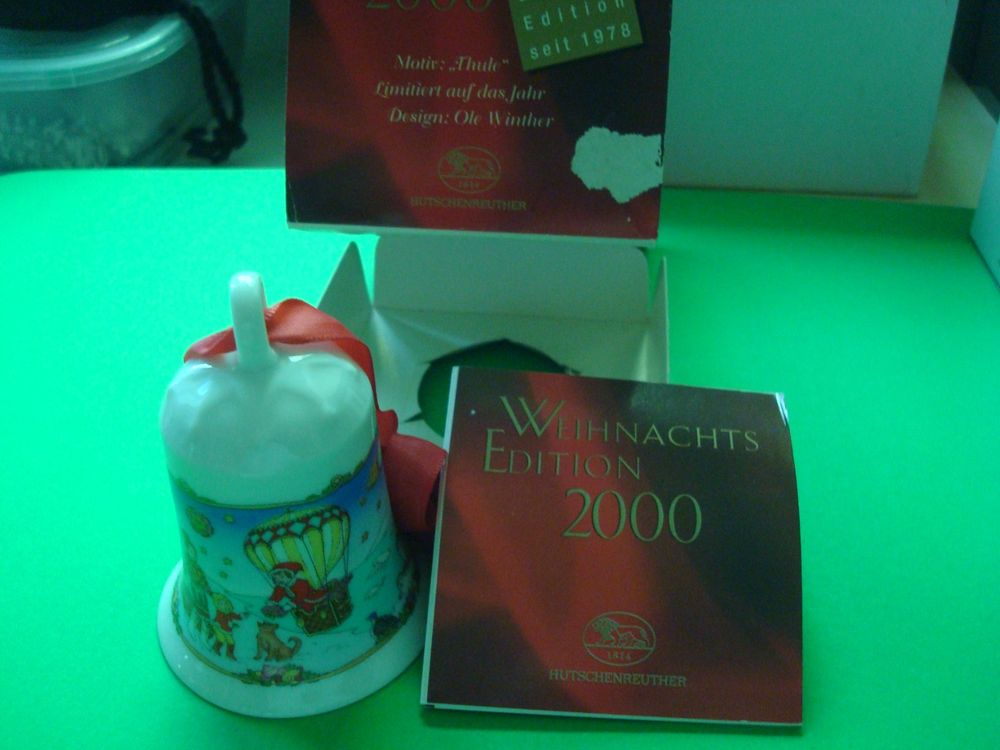 2000
Edition
seit 1978
Motiv: „Thule“
Limitiert auf das Jahr
Design: Ole Winther
1814
HUTSCHENREUTHER
WEIHNACHTS
EDITION
2000
1814
HUTSCHENREUTHER